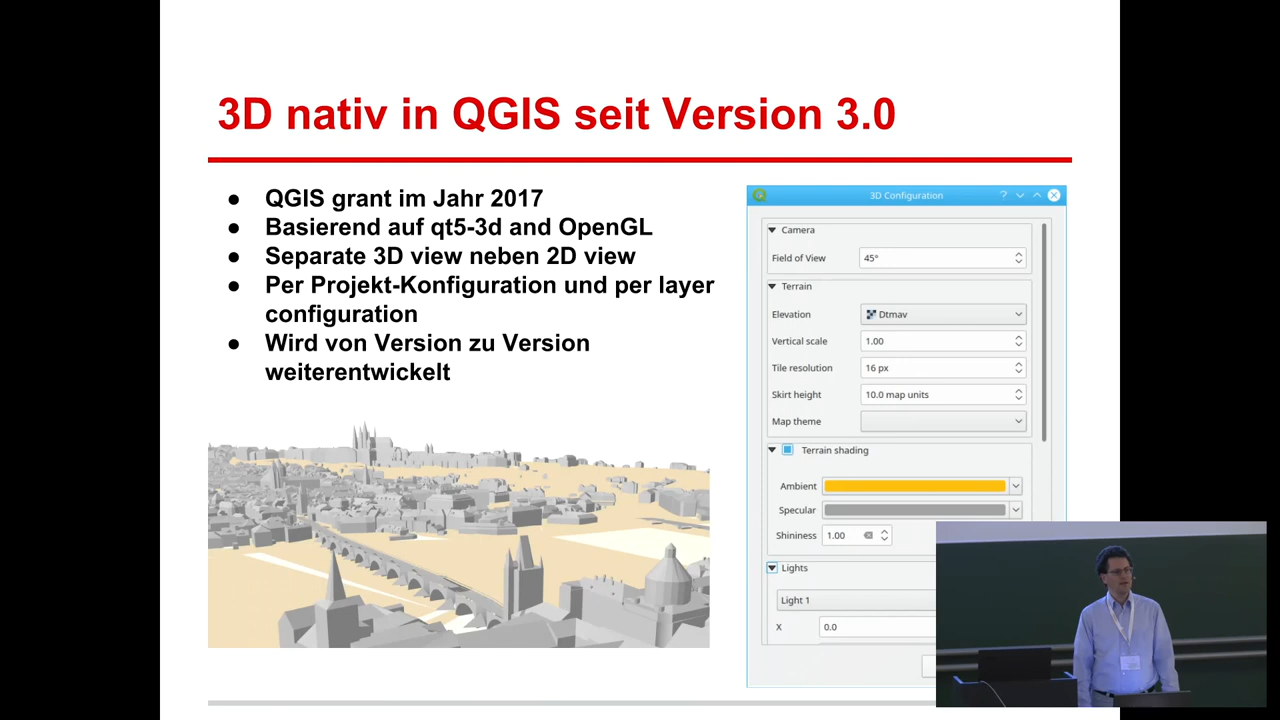 3D nativ in QGIS seit Version 3.0
● QGIS grant im Jahr 2017
● Basierend auf qt5-3d and OpenGL
● Separate 3D view neben 2D view
● Per Projekt-Konfiguration und per layer
configuration
● Wird von Version zu Version
weiterentwickelt
3D Configuration
Camera
Field of View 45°
Terrain
Elevation Dtmav
Vertical scale 1.00
Tile resolution 16 px
Skirt height 10.0 map units
Map theme
Terrain shading
Ambient
Specular
Shininess 1.00
Lights
Light 1
X 0.0